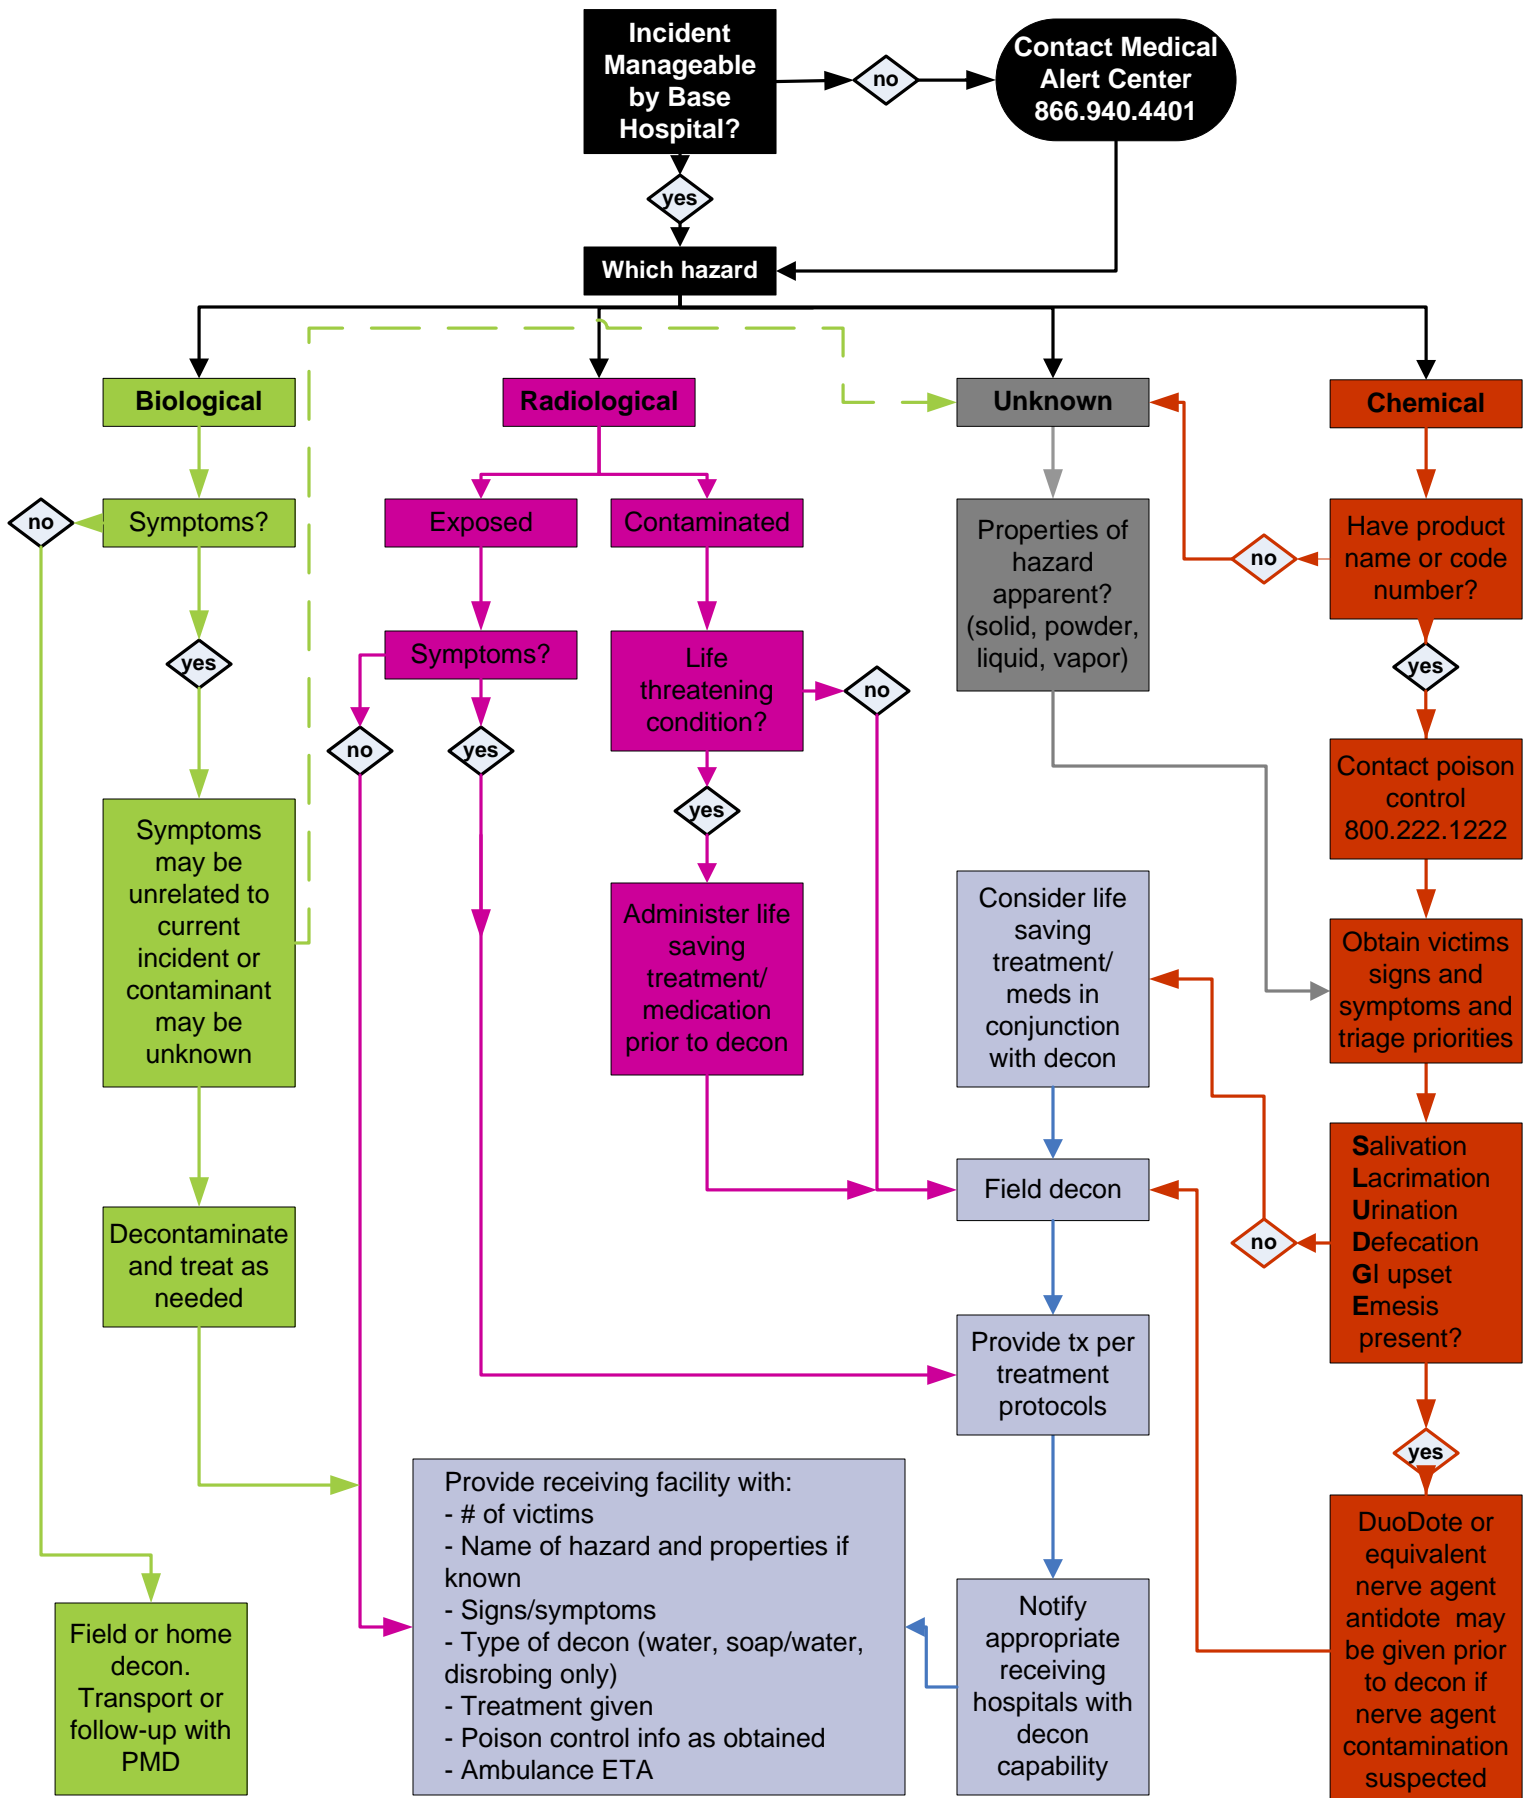 Incident
Manageable
by Base
Hospital?
no
Contact Medical
Alert Center
866.940.4401
yes
Which hazard
Biological
Radiological
Unknown
Chemical
no
Symptoms?
Exposed
Contaminated
Properties of
hazard
apparent?
(solid, powder,
liquid, vapor)
no
Have product
name or code
number?
yes
Symptoms?
Life
threatening
condition?
no
yes
no
yes
yes
Contact poison
control
800.222.1222
Symptoms
may be
unrelated to
current
incident or
contaminant
may be
unknown
Administer life
saving
treatment/
medication
prior to decon
Consider life
saving
treatment/
meds in
conjunction
with decon
Obtain victims
signs and
symptoms and
triage priorities
Decontaminate
and treat as
needed
Field decon
no
Salivation
Lacrimation
Urination
Defecation
GI upset
Emesis
present?
Provide tx per
treatment
protocols
yes
Provide receiving facility with:
- # of victims
- Name of hazard and properties if
known
- Signs/symptoms
- Type of decon (water, soap/water,
disrobing only)
- Treatment given
- Poison control info as obtained
- Ambulance ETA
Field or home
decon.
Transport or
follow-up with
PMD
Notify
appropriate
receiving
hospitals with
decon
capability
DuoDote or
equivalent
nerve agent
antidote may
be given prior
to decon if
nerve agent
contamination
suspected